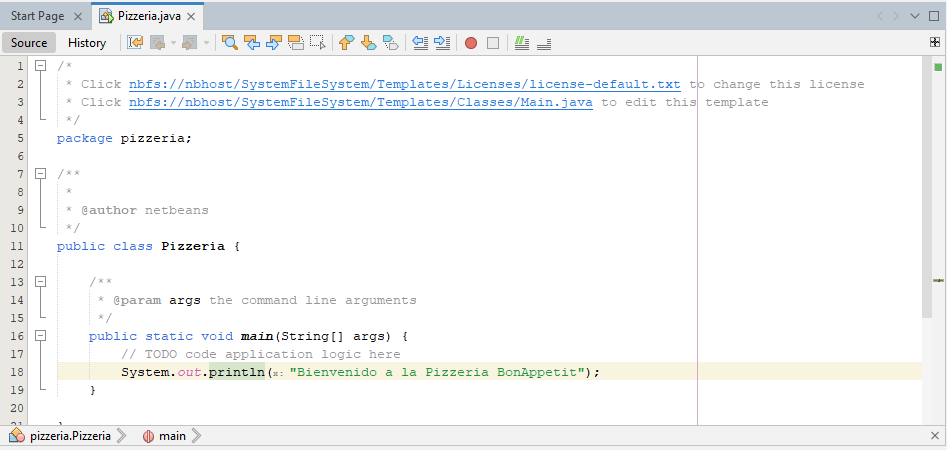 Start Page
Pizzeria.java
Source
History
1 /*
2  * Click nbfs://nbhost/SystemFileSystem/Templates/Licenses/license-default.txt to change this license
3  * Click nbfs://nbhost/SystemFileSystem/Templates/Classes/Main.java to edit this template
4  */
5 package pizzeria;
6
7 /**
8  *
9  * @author netbeans
10  */
11 public class Pizzeria {
12
13     /**
14      * @param args the command line arguments
15      */
16     public static void main(String[] args) {
17         // TODO code application logic here
18         System.out.println(x: "Bienvenido a la Pizzeria BonAppetit");
19     }
20
pizzeria.Pizzeria
main